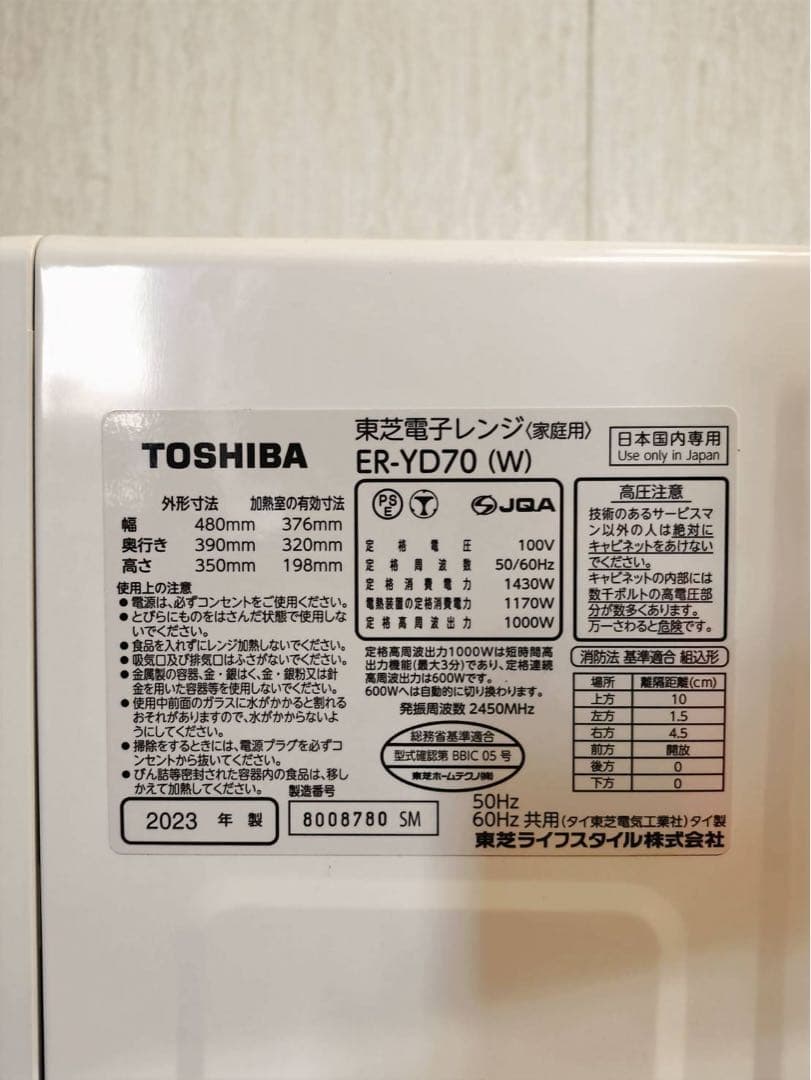 TOSHIBA
東芝電子レンジ〈家庭用〉
ER-YD70 (W)
日本国内専用
Use only in Japan
外形寸法 加熱室の有効寸法
幅 480mm 376mm
奥行き 390mm 320mm
高さ 350mm 198mm
使用上の注意
●電源は、必ずコンセントをご使用ください。
●とびらにものをはさんだ状態で使用しな
いでください。
●食品を入れずにレンジ加熱しないでください。
●吸気口及び排気口はふさがないでください。
●金属製の容器、金・銀はく、金・銀粉又は針
金を用いた容器等を使用しないでください。
●使用中前面のガラスに水がかかると割れる
おそれがありますので、水がかからないよ
うにしてください。
●掃除をするときには、電源プラグを必ずコ
ンセントから抜いてください。
●びん詰等密封された容器内の食品は、移し
かえて加熱してください。
PS
E
JQA
定格電圧 100V
定格周波数 50/60Hz
定格消費電力 1430W
電熱装置の定格消費電力 1170W
定格高周波出力 1000W
定格高周波出力1000Wは短時間高
出力機能(最大3分)であり、定格連続
高周波出力は600Wです。
600Wへは自動的に切り換わります。
発振周波数 2450MHz
総務省基準適合
型式確認第 BBIC 05 号
東芝ホームテクノ㈱
高圧注意
技術のあるサービスマ
ン以外の人は絶対に
キャビネットをあけない
でください。
キャビネットの内部には
数千ボルトの高電圧部
分が数多くあります。
万一さわると危険です。
消防法 基準適合 組込形
場所 離隔距離(cm)
上方 10
左方 1.5
右方 4.5
前方 開放
後方 0
下方 0
2023 年 製
製造番号
8008780 SM
50Hz
60Hz 共用 (タイ東芝電気工業社) タイ製
東芝ライフスタイル株式会社